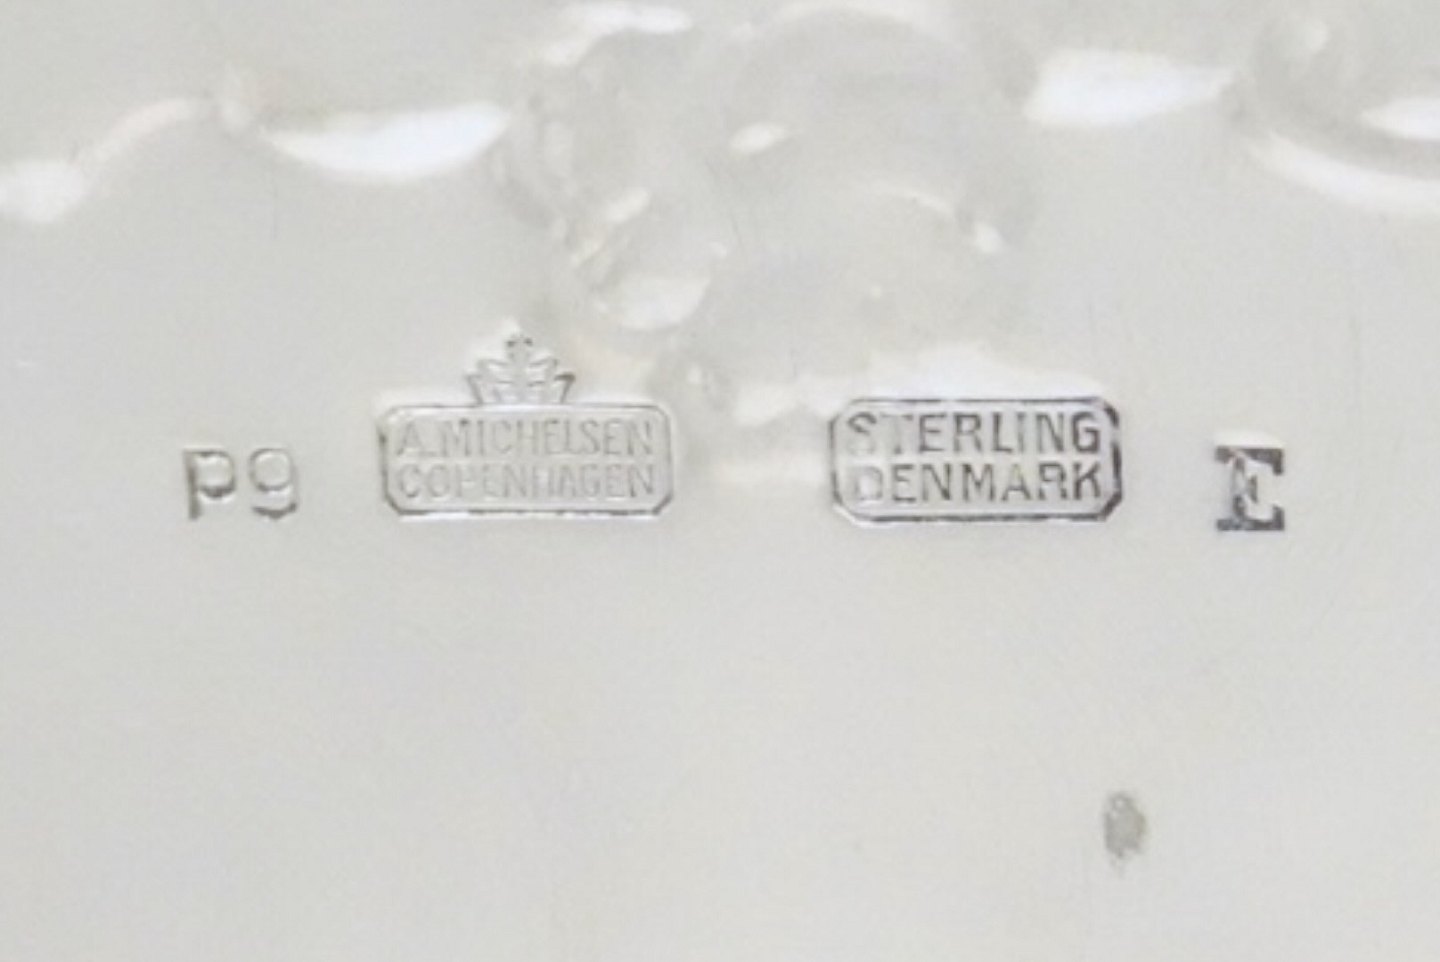 P9
A.MICHELSEN
COPENHAGEN
STERLING
DENMARK
E